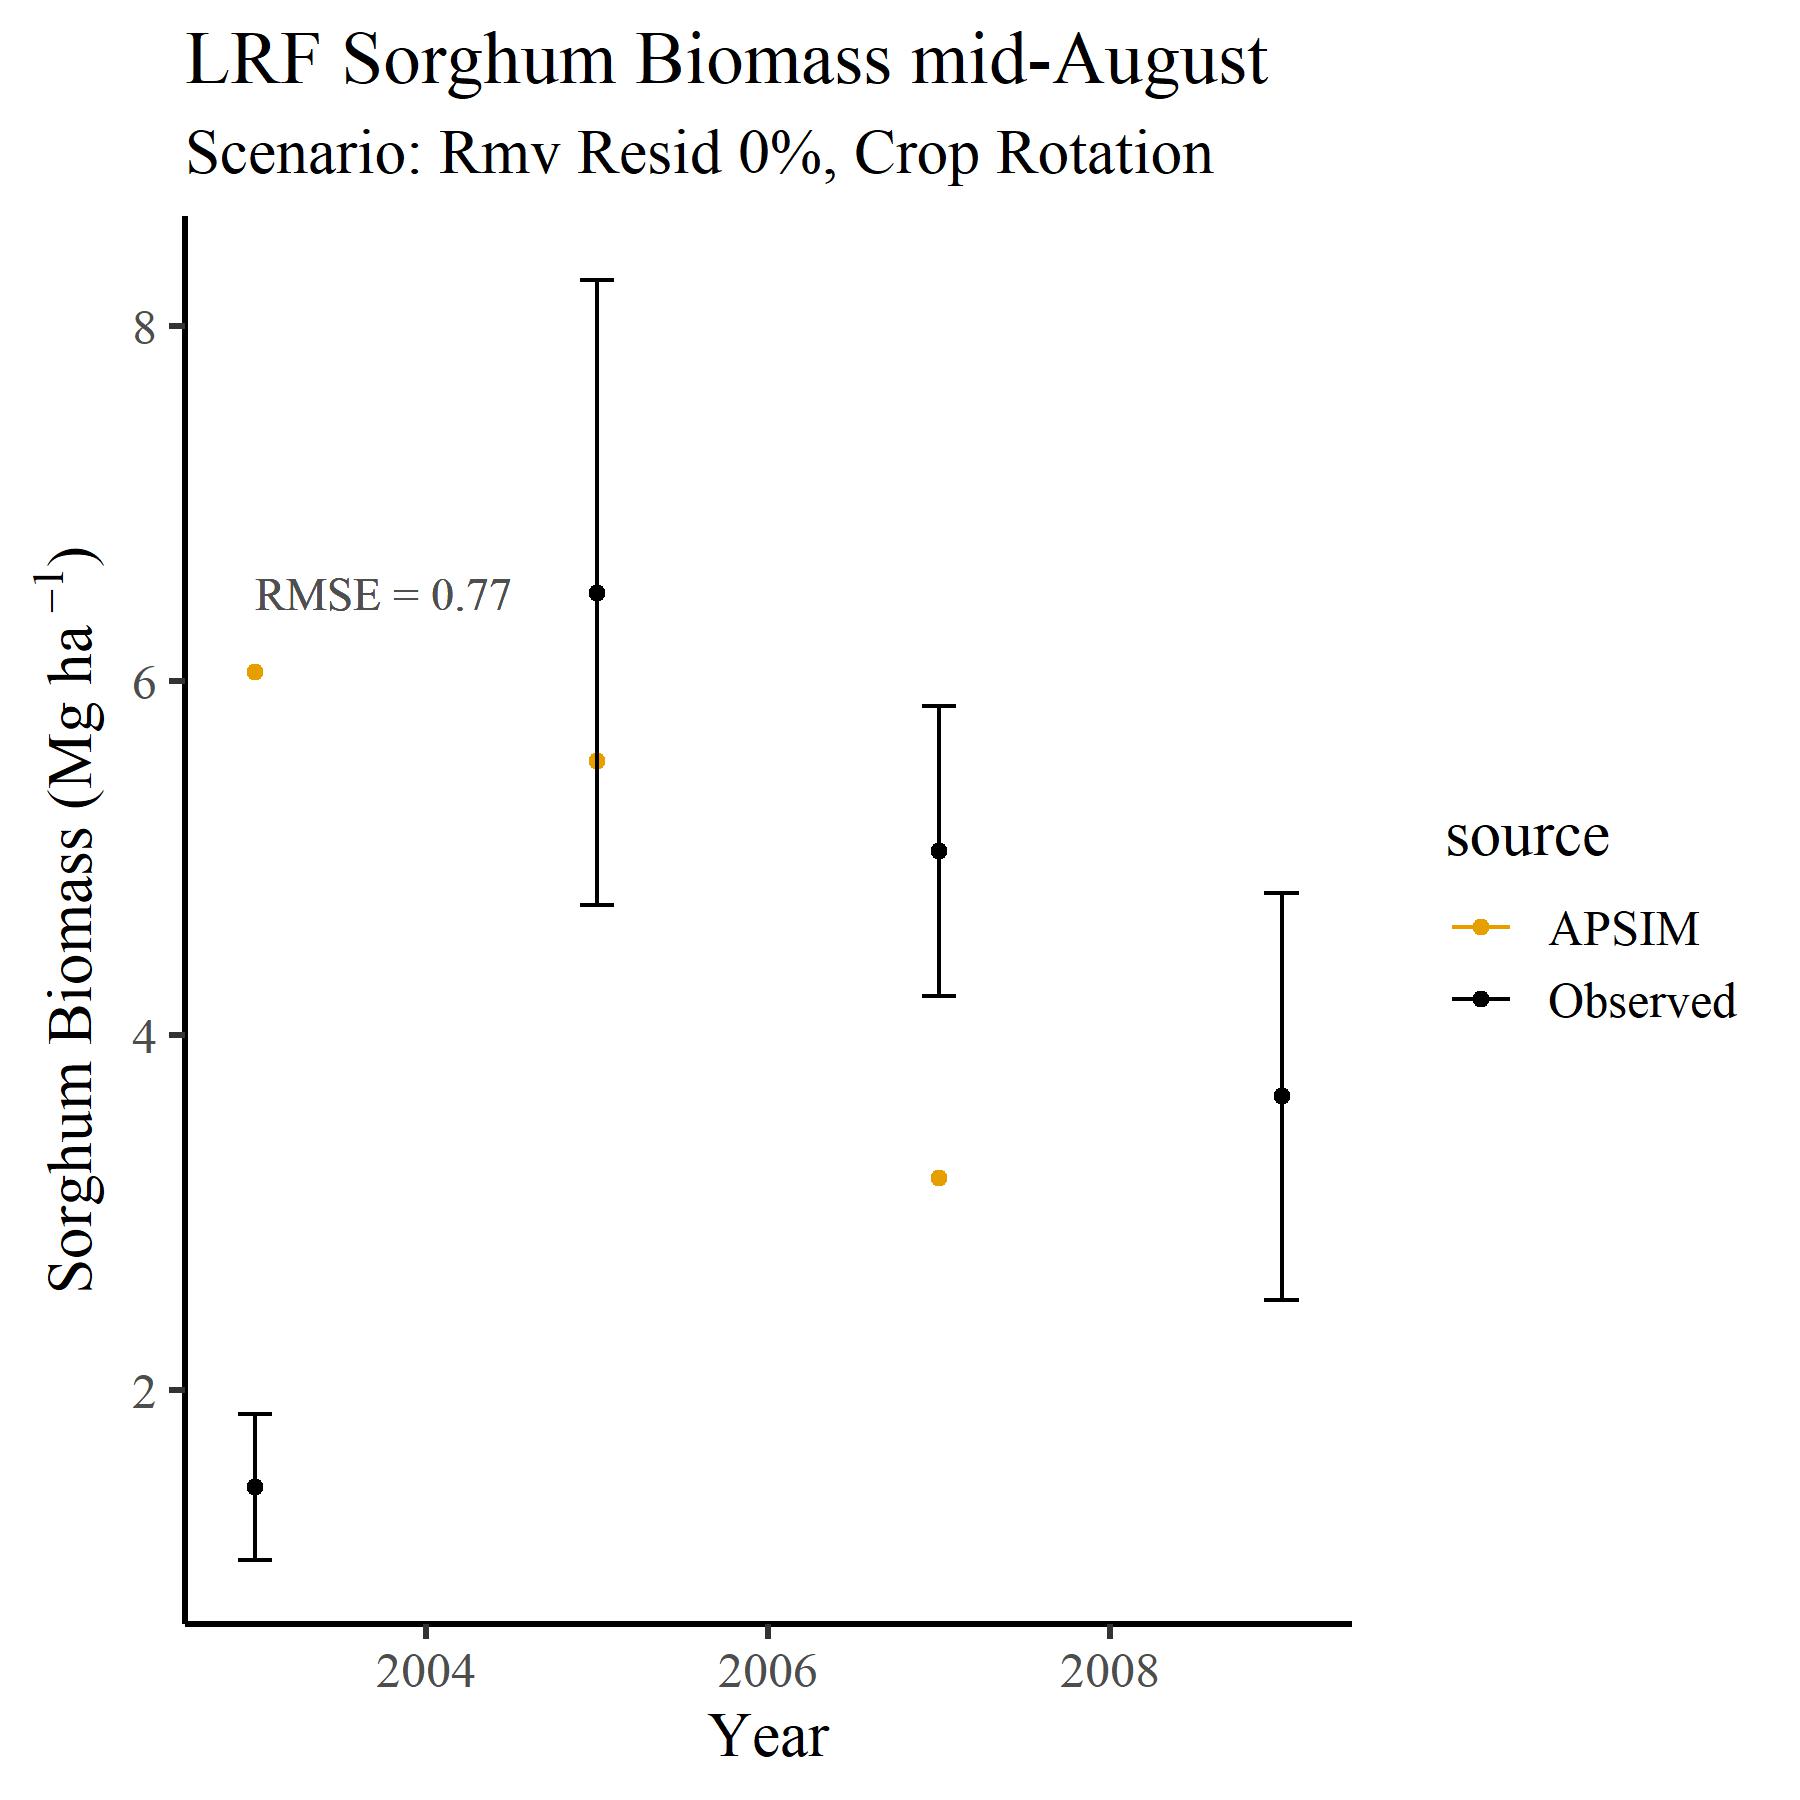 LRF Sorghum Biomass mid-August
Scenario: Rmv Resid 0%, Crop Rotation
Sorghum Biomass (Mg ha⁻¹)
8
6
4
2
RMSE = 0.77
2004 2006 2008
Year
source
APSIM
Observed